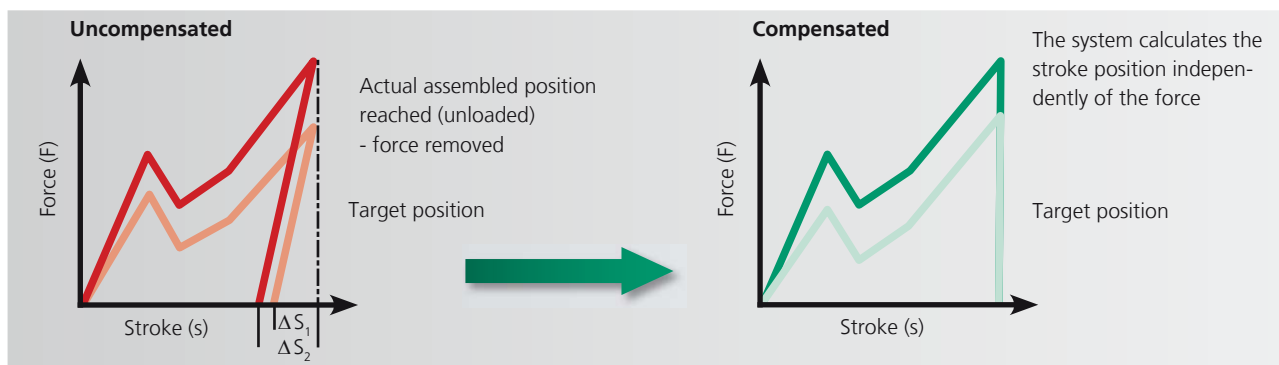 Uncompensated
Force (F)
Actual assembled position
reached (unloaded)
- force removed
Target position
Stroke (s)
ΔS1
ΔS2
Compensated
Force (F)
The system calculates the
stroke position indepen-
dently of the force
Target position
Stroke (s)